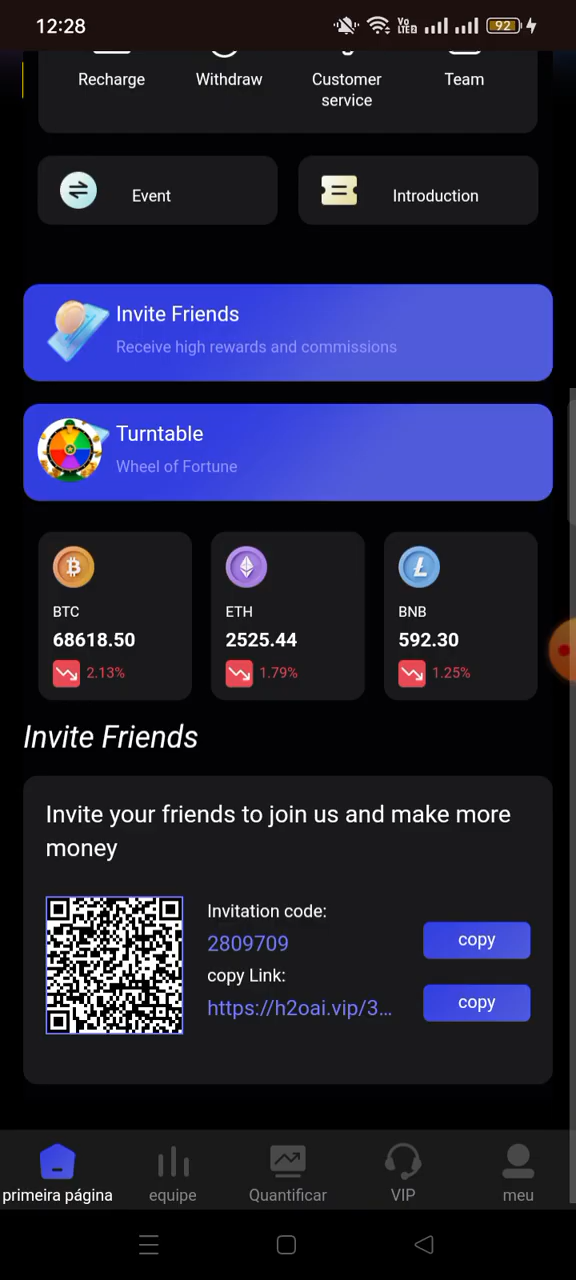 12:28
Vo
LTE2
92
Recharge
Withdraw
Customer
service
Team
Event
Introduction
Invite Friends
Receive high rewards and commissions
Turntable
Wheel of Fortune
BTC
68618.50
2.13%
ETH
2525.44
1.79%
BNB
592.30
1.25%
Invite Friends
Invite your friends to join us and make more
money
Invitation code:
2809709
copy
copy Link:
https://h2oai.vip/3...
copy
primeira página
equipe
Quantificar
VIP
meu